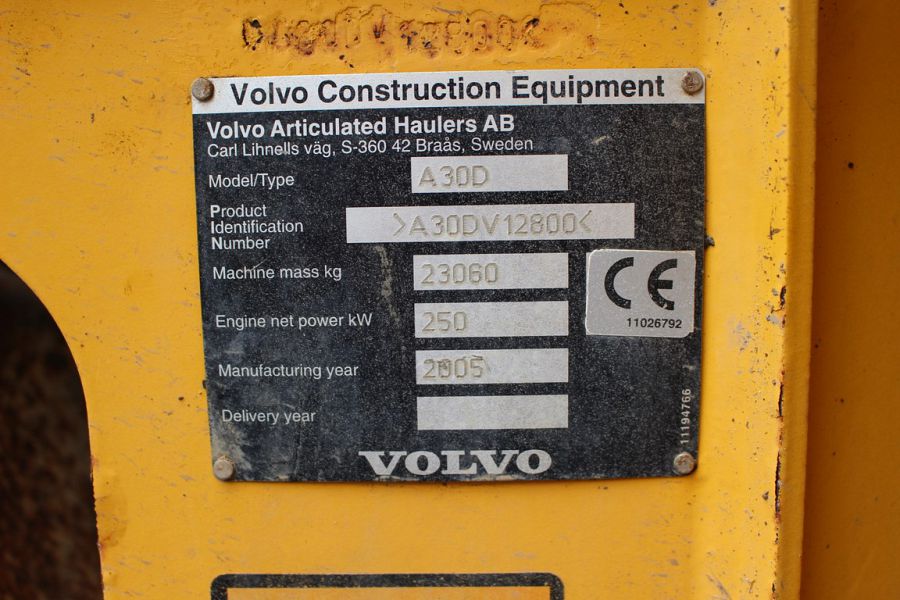 Volvo Construction Equipment
Volvo Articulated Haulers AB
Carl Lihnells väg, S-360 42 Braås, Sweden
Model/Type A30D
Product
Identification
Number
>A30DV12800<
Machine mass kg 23060
Engine net power kW 250
Manufacturing year 2005
Delivery year
CE
11026792
11194766
VOLVO